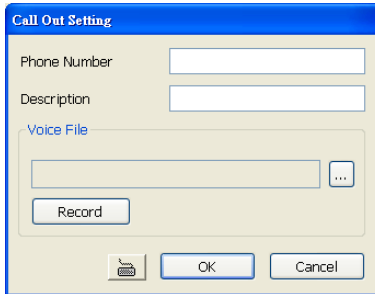 Call Out Setting
Phone Number
Description
Voice File
...
Record
OK Cancel